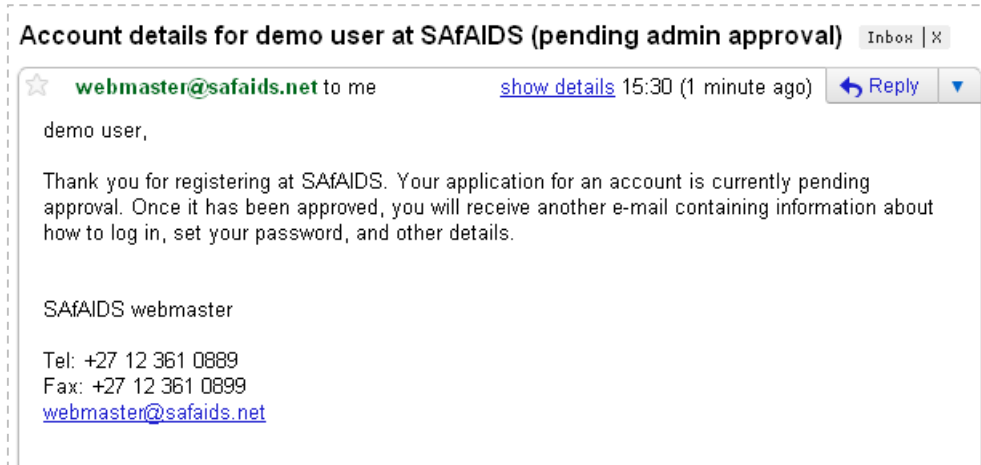 Account details for demo user at SAfAIDS (pending admin approval) Inbox | X
webmaster@safaids.net to me show details 15:30 (1 minute ago) Reply
demo user,
Thank you for registering at SAfAIDS. Your application for an account is currently pending
approval. Once it has been approved, you will receive another e-mail containing information about
how to log in, set your password, and other details.
SAfAIDS webmaster
Tel: +27 12 361 0889
Fax: +27 12 361 0899
webmaster@safaids.net